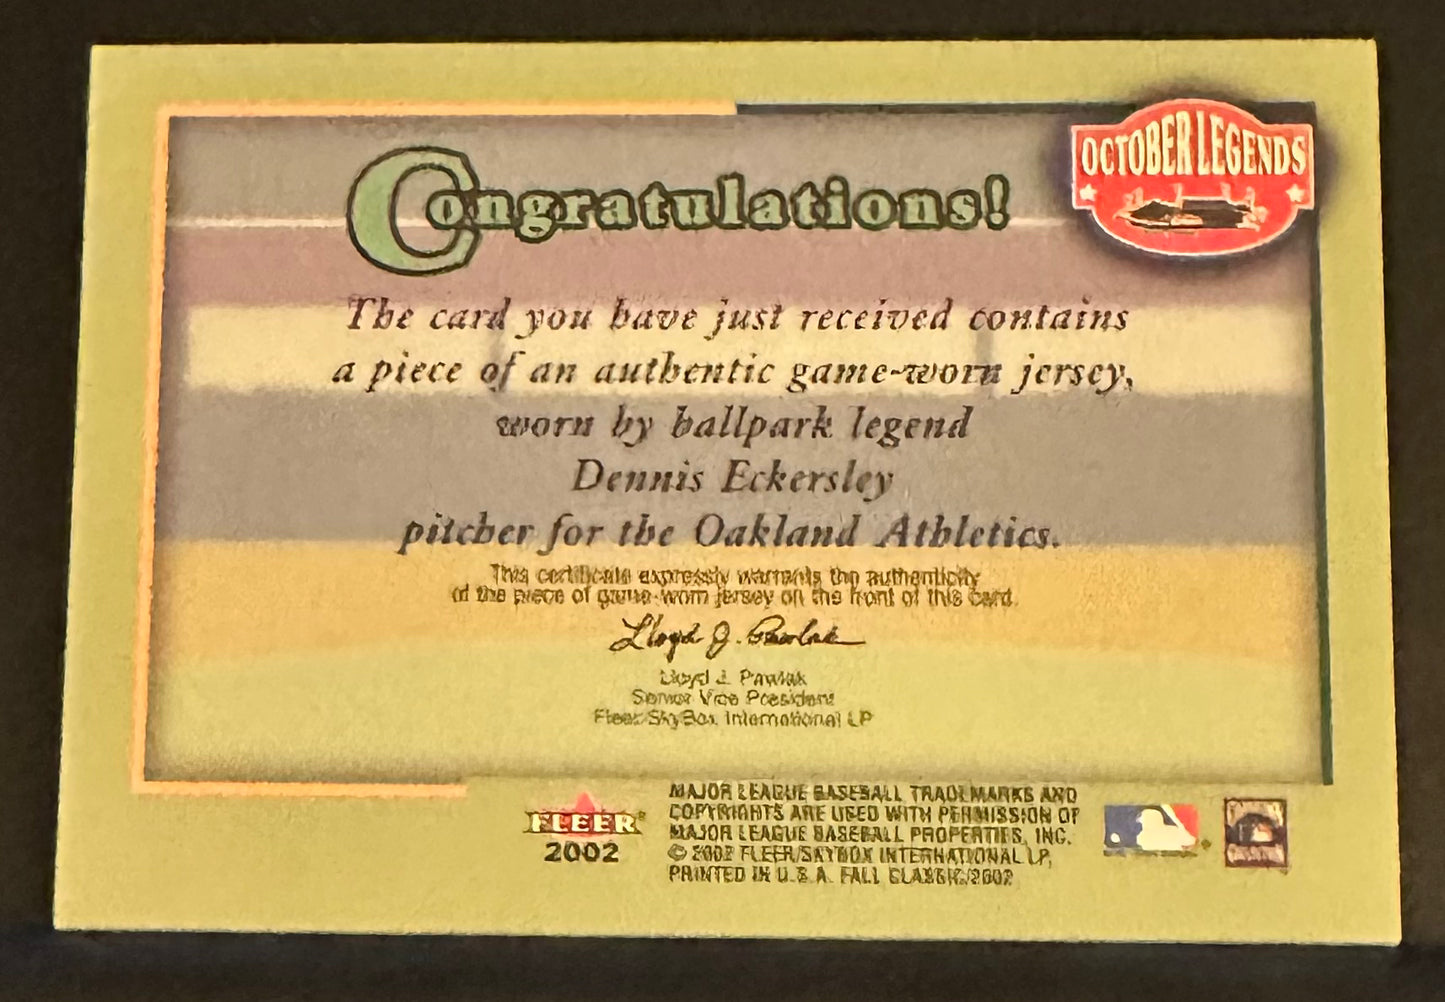 OCTOBER LEGENDS
Congratulations!
The card you have just received contains
a piece of an authentic game-worn jersey,
worn by ballpark legend
Dennis Eckersley
pitcher for the Oakland Athletics.
This certificate expressly warrants the authenticity
of the piece of game-worn jersey on the front of this card.
Lloyd J. Pawlak
Lloyd J. Pawlak
Senior Vice President
Fleer/SkyBox International LP
FLEER
2002
MAJOR LEAGUE BASEBALL TRADEMARKS AND
COPYRIGHTS ARE USED WITH PERMISSION OF
MAJOR LEAGUE BASEBALL PROPERTIES, INC.
© 2002 FLEER/SKYBOX INTERNATIONAL LP,
PRINTED IN U.S.A. FALL CLASSIC/2002